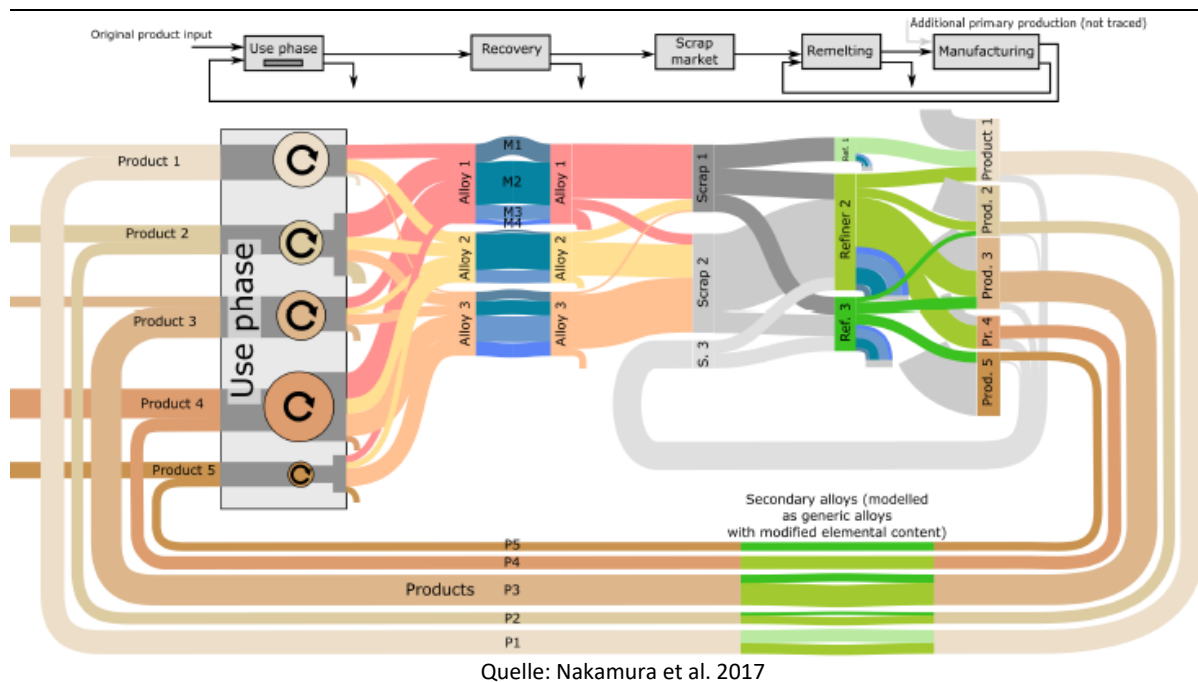 Additional primary production (not traced)
Original product input
Use phase
Recovery
Scrap
market
Remelting
Manufacturing
Product 1
Product 2
Product 3
Product 4
Product 5
Use phase
Alloy 1
Alloy 2
Alloy 3
M1
M2
M3
M4
Alloy 1
Alloy 2
Alloy 3
Scrap 1
Scrap 2
S. 3
Ref. 1
Refiner 2
Ref. 3
Product 1
Prod. 2
Prod. 3
Pr. 4
Prod. 5
Secondary alloys (modelled
as generic alloys
with modified elemental content)
P5
P4
Products P3
P2
P1
Quelle: Nakamura et al. 2017